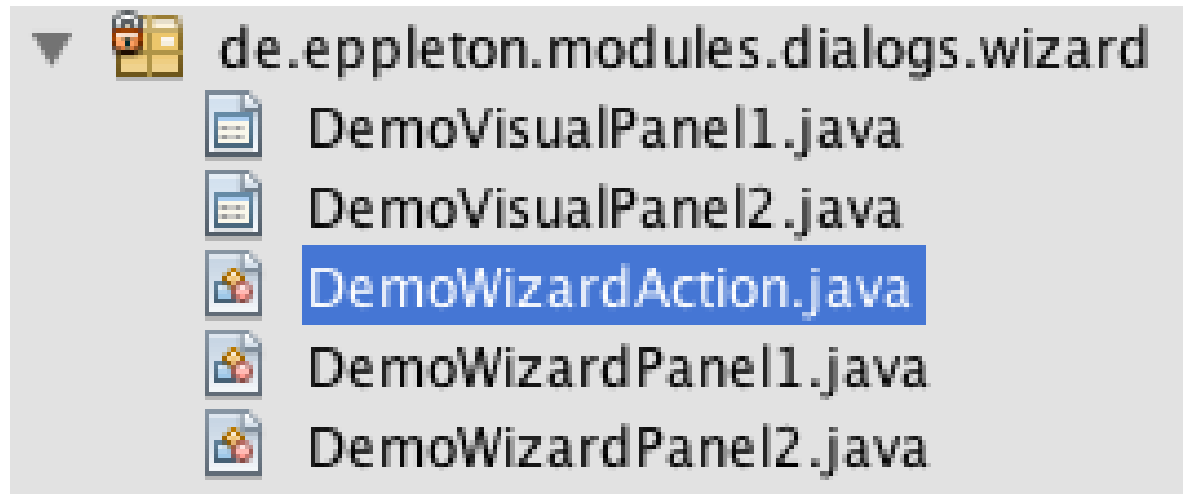 de.eppleton.modules.dialogs.wizard
DemoVisualPanel1.java
DemoVisualPanel2.java
DemoWizardAction.java
DemoWizardPanel1.java
DemoWizardPanel2.java